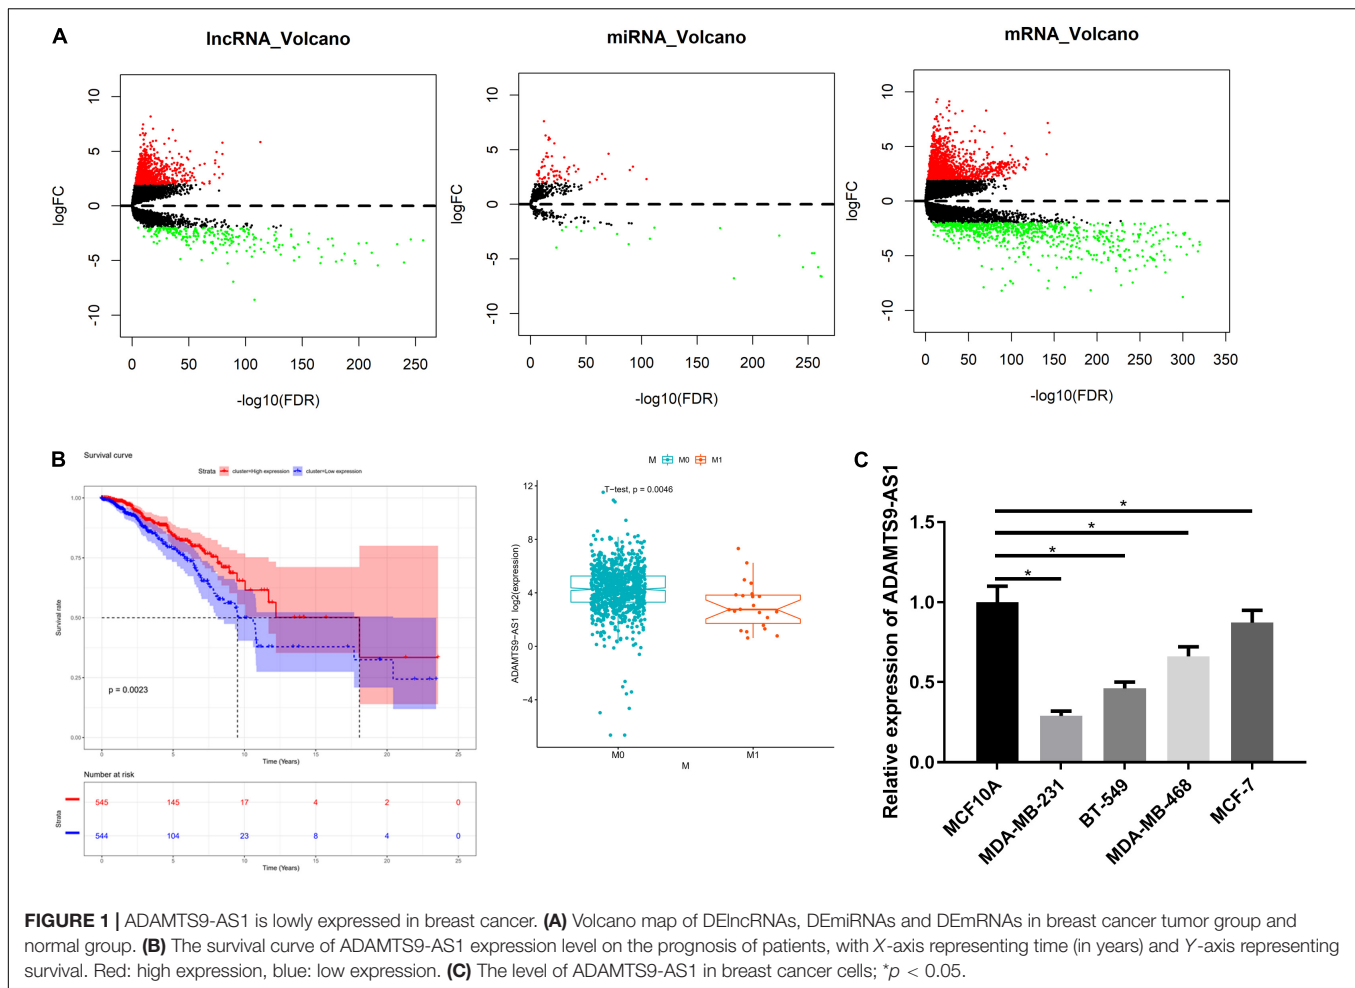 A
lncRNA_Volcano
miRNA_Volcano
mRNA_Volcano
logFC
10
5
0
-5
-10
0 50 100 150 200 250
-log10(FDR)
logFC
10
5
0
-5
-10
0 50 100 150 200 250
-log10(FDR)
logFC
10
5
0
-5
-10
0 50 100 150 200 250 300 350
-log10(FDR)
B
Survival curve
Strata cluster=High expression cluster=Low expression
Survival rate
1.00
0.75
0.50
0.25
0.00
p = 0.0023
0 5 10 15 20 25
Time (Years)
Number at risk
Strata
545 145 17 4 2 0
544 104 23 8 4 0
0 5 10 15 20 25
Time (Years)
M M0 M1
T-test, p = 0.0046
ADAMTS9-AS1 log2(expression)
12
8
4
0
-4
M0 M1
M
C
Relative expression of ADAMTS9-AS1
1.5
1.0
0.5
0.0
*
*
*
*
MCF10A
MDA-MB-231
BT-549
MDA-MB-468
MCF-7
FIGURE 1 | ADAMTS9-AS1 is lowly expressed in breast cancer. (A) Volcano map of DElncRNAs, DEmiRNAs and DEmRNAs in breast cancer tumor group and
normal group. (B) The survival curve of ADAMTS9-AS1 expression level on the prognosis of patients, with X-axis representing time (in years) and Y-axis representing
survival. Red: high expression, blue: low expression. (C) The level of ADAMTS9-AS1 in breast cancer cells; *p < 0.05.